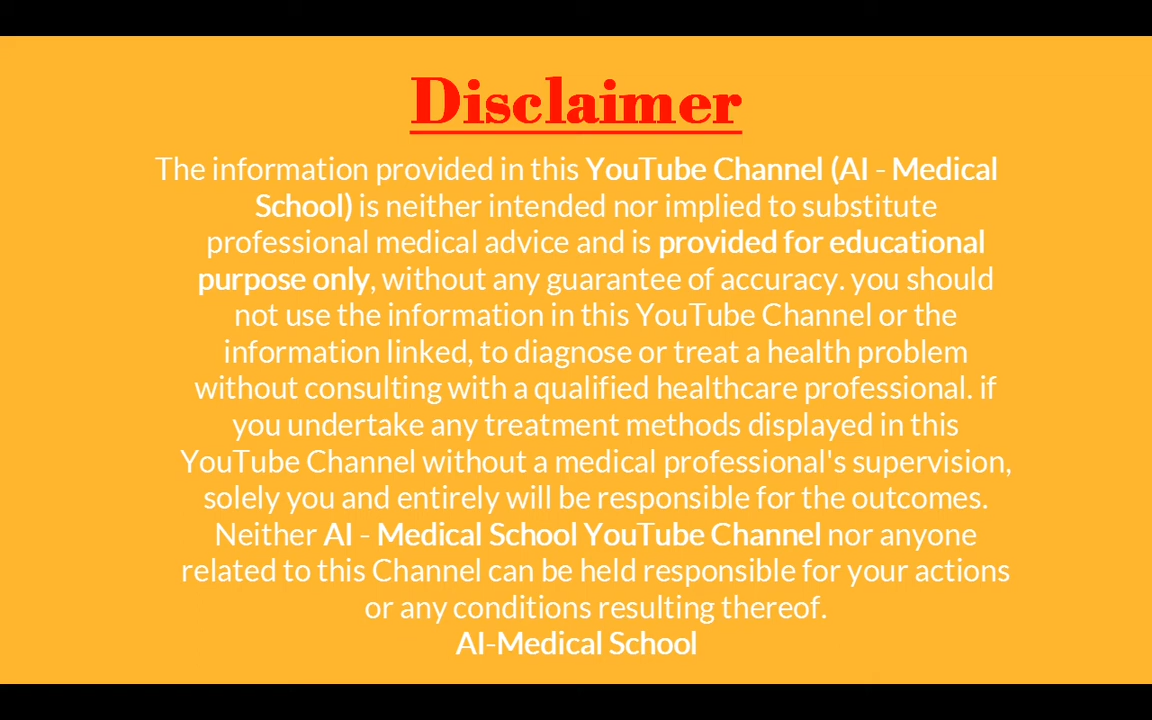 Disclaimer
The information provided in this YouTube Channel (AI - Medical
School) is neither intended nor implied to substitute
professional medical advice and is provided for educational
purpose only, without any guarantee of accuracy. you should
not use the information in this YouTube Channel or the
information linked, to diagnose or treat a health problem
without consulting with a qualified healthcare professional. if
you undertake any treatment methods displayed in this
YouTube Channel without a medical professional's supervision,
solely you and entirely will be responsible for the outcomes.
Neither AI - Medical School YouTube Channel nor anyone
related to this Channel can be held responsible for your actions
or any conditions resulting thereof.
AI-Medical School